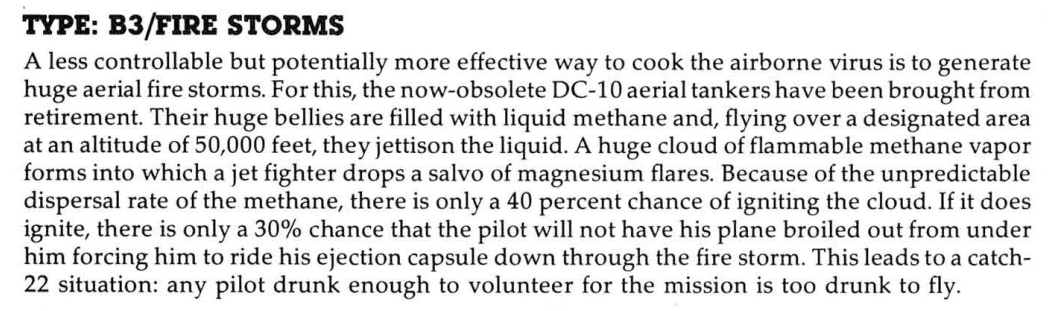 TYPE: B3/FIRE STORMS
A less controllable but potentially more effective way to cook the airborne virus is to generate
huge aerial fire storms. For this, the now-obsolete DC-10 aerial tankers have been brought from
retirement. Their huge bellies are filled with liquid methane and, flying over a designated area
at an altitude of 50,000 feet, they jettison the liquid. A huge cloud of flammable methane vapor
forms into which a jet fighter drops a salvo of magnesium flares. Because of the unpredictable
dispersal rate of the methane, there is only a 40 percent chance of igniting the cloud. If it does
ignite, there is only a 30% chance that the pilot will not have his plane broiled out from under
him forcing him to ride his ejection capsule down through the fire storm. This leads to a catch-
22 situation: any pilot drunk enough to volunteer for the mission is too drunk to fly.